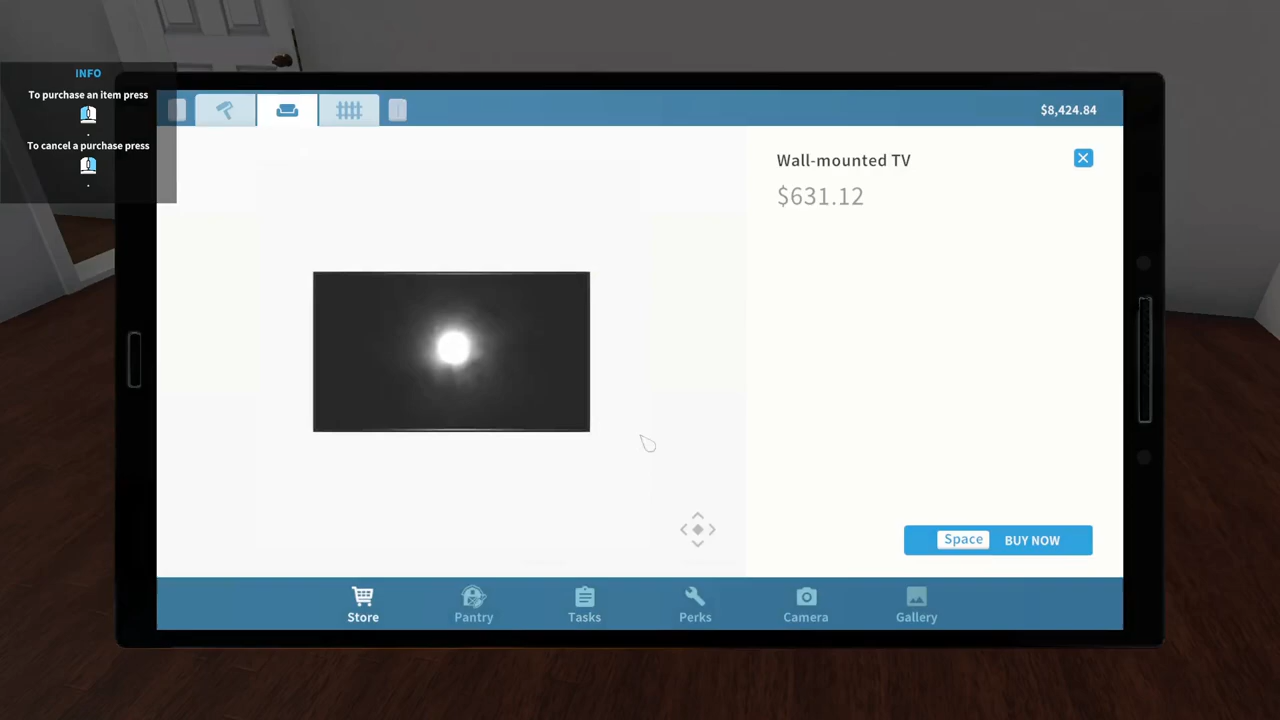 INFO
To purchase an item press
.
To cancel a purchase press
.
$8,424.84
Wall-mounted TV
$631.12
Space BUY NOW
Store Pantry Tasks Perks Camera Gallery